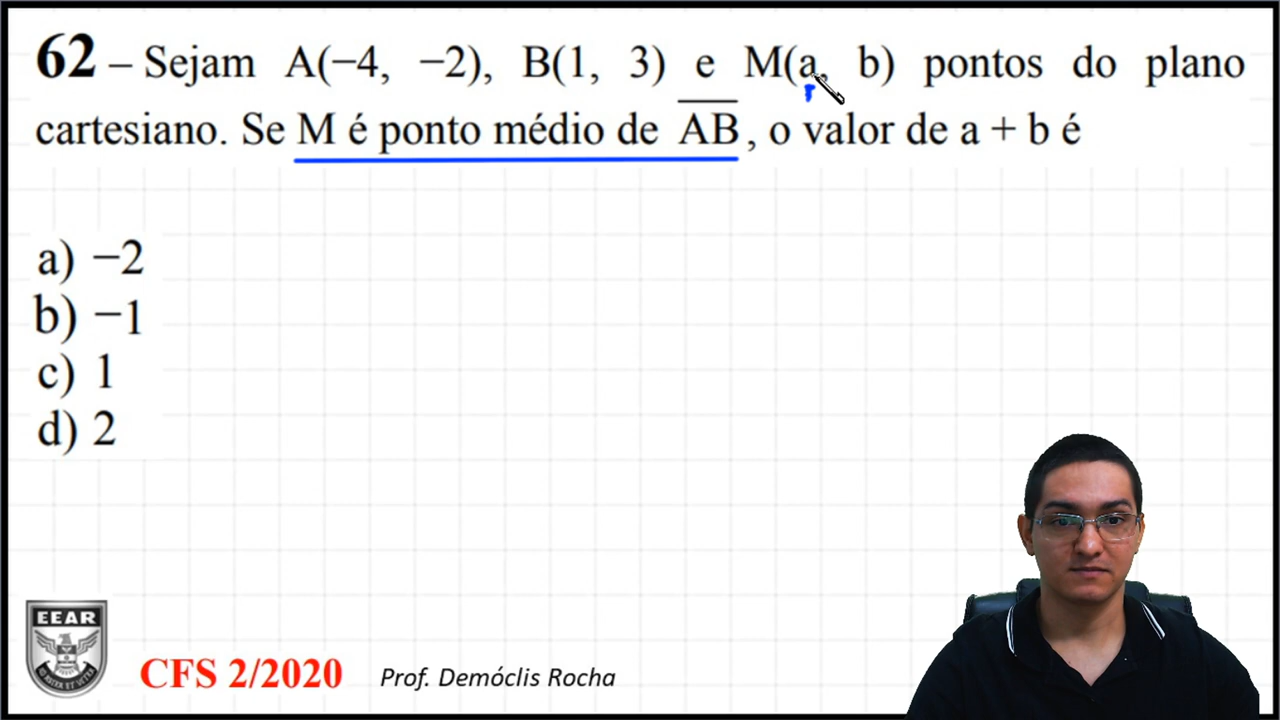 62 – Sejam A(−4, −2), B(1, 3) e M(a, b) pontos do plano
cartesiano. Se M é ponto médio de AB, o valor de a + b é
a) −2
b) −1
c) 1
d) 2
EEAR
CFS 2/2020 Prof. Demóclis Rocha